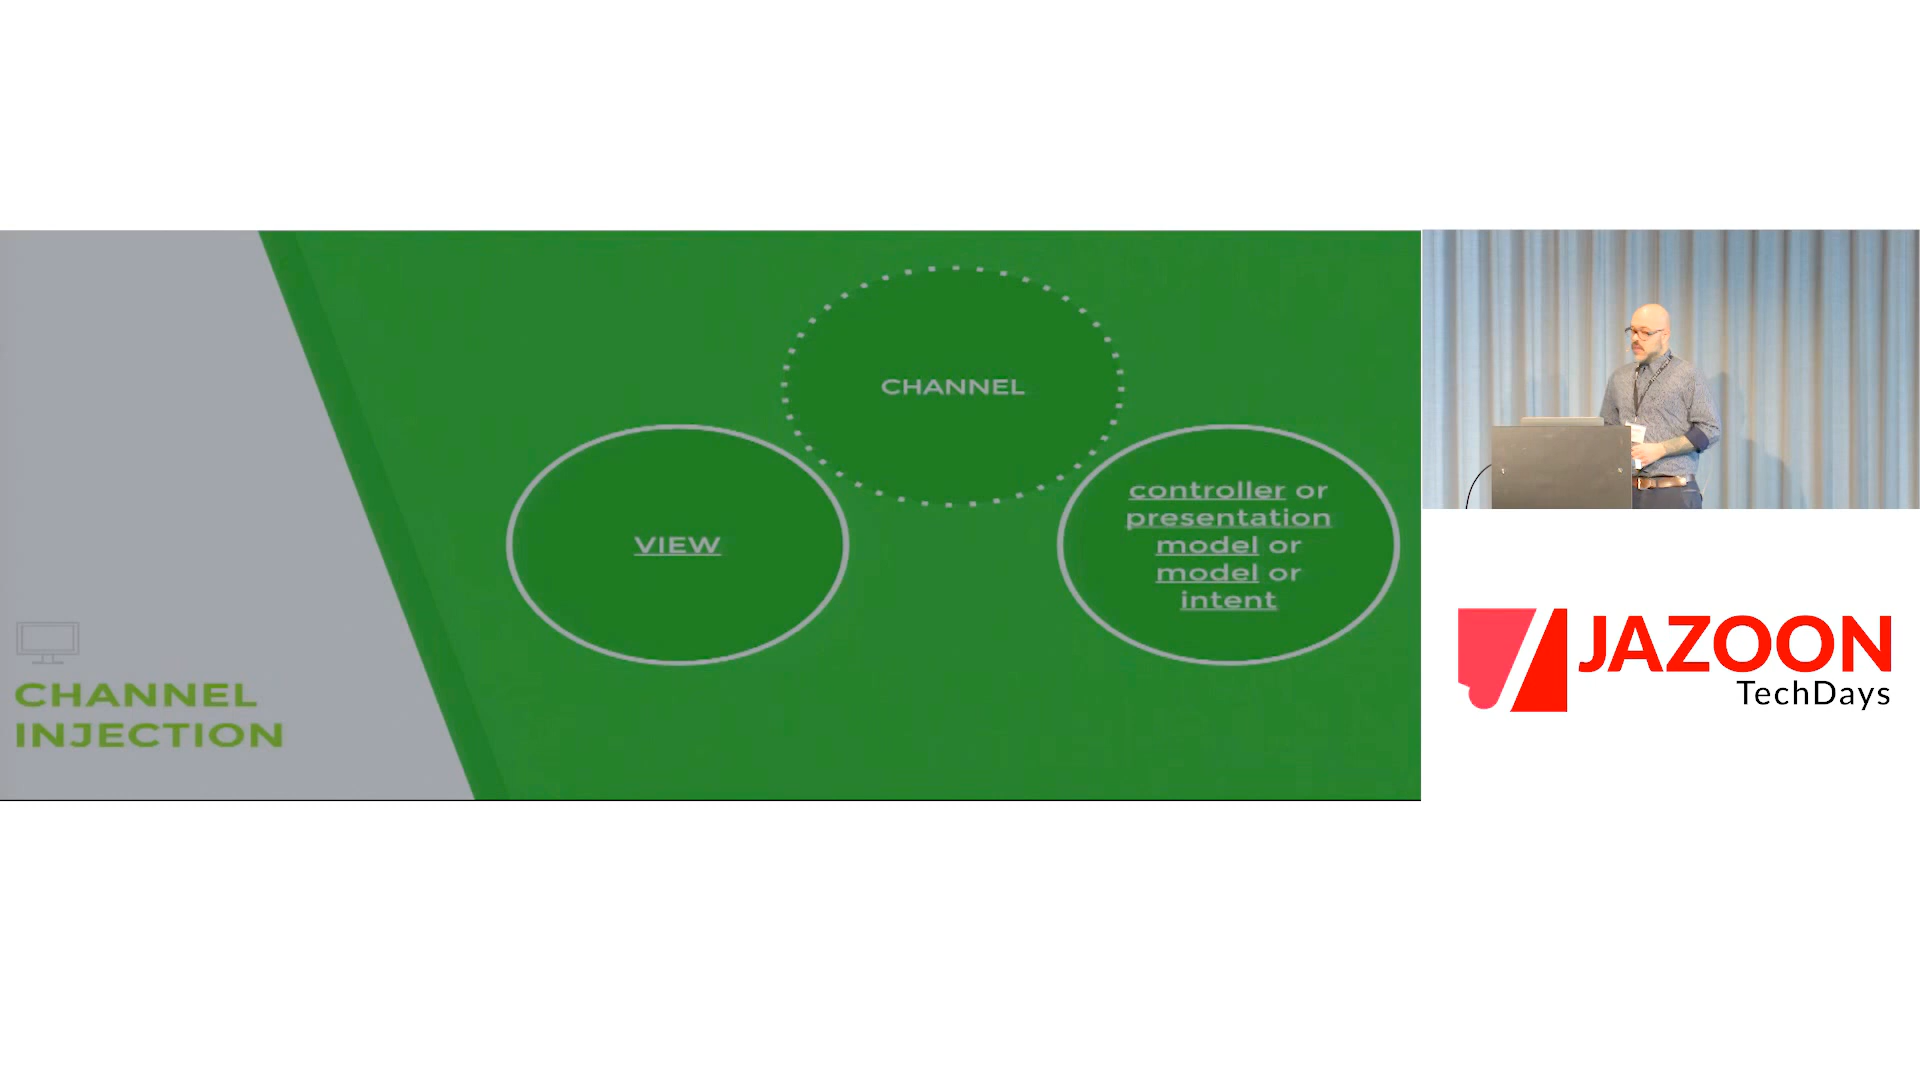 CHANNEL
VIEW
controller or
presentation
model or
model or
intent
CHANNEL
INJECTION
JAZOON
TechDays